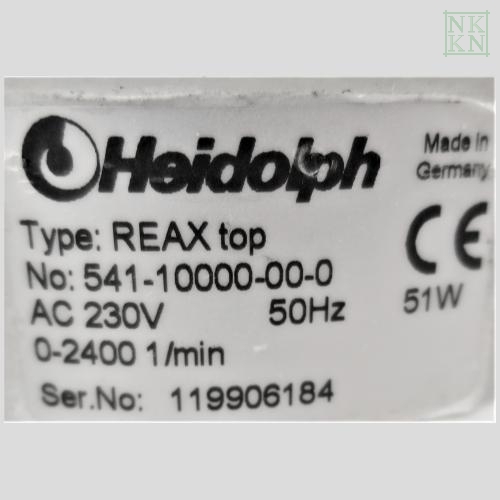 NK
KN
Heidolph
Made in
Germany
Type: REAX top
No: 541-10000-00-0
CE
AC 230V 50Hz 51W
0-2400 1/min
Ser.No: 119906184